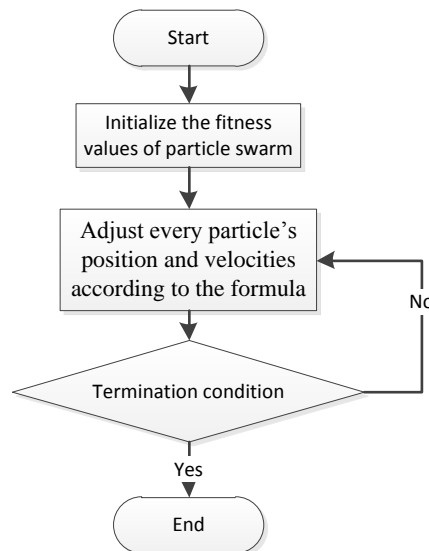 Start
Initialize the fitness
values of particle swarm
Adjust every particle's
position and velocities
according to the formula
No
Termination condition
Yes
End